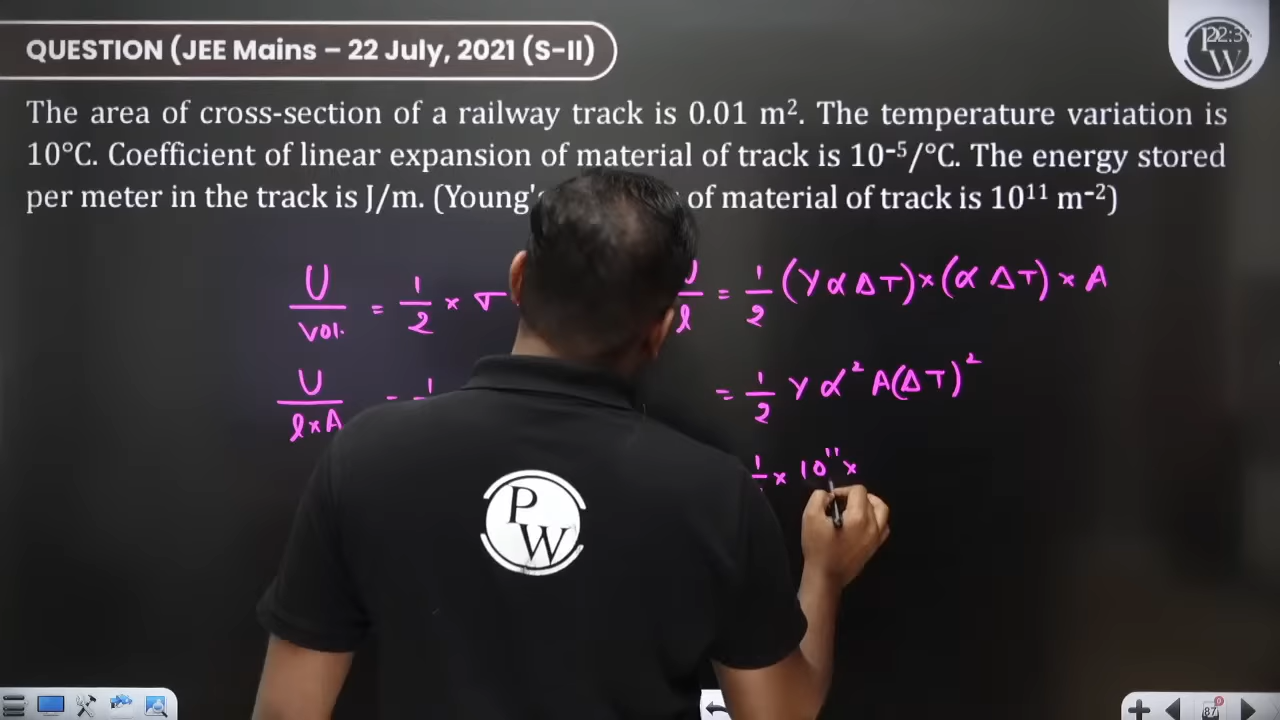 QUESTION (JEE Mains – 22 July, 2021 (S-II)
The area of cross-section of a railway track is 0.01 m². The temperature variation is
10°C. Coefficient of linear expansion of material of track is 10⁻⁵/°C. The energy stored
per meter in the track is J/m. (Young's of material of track is 10¹¹ m⁻²)
U/Vol. = 1/2 × σ
/l = 1/2 (Y α ΔT) × (α ΔT) × A
U/l×A =
= 1/2 Y α² A(ΔT)²
× 10¹¹ ×
PW
PW
87